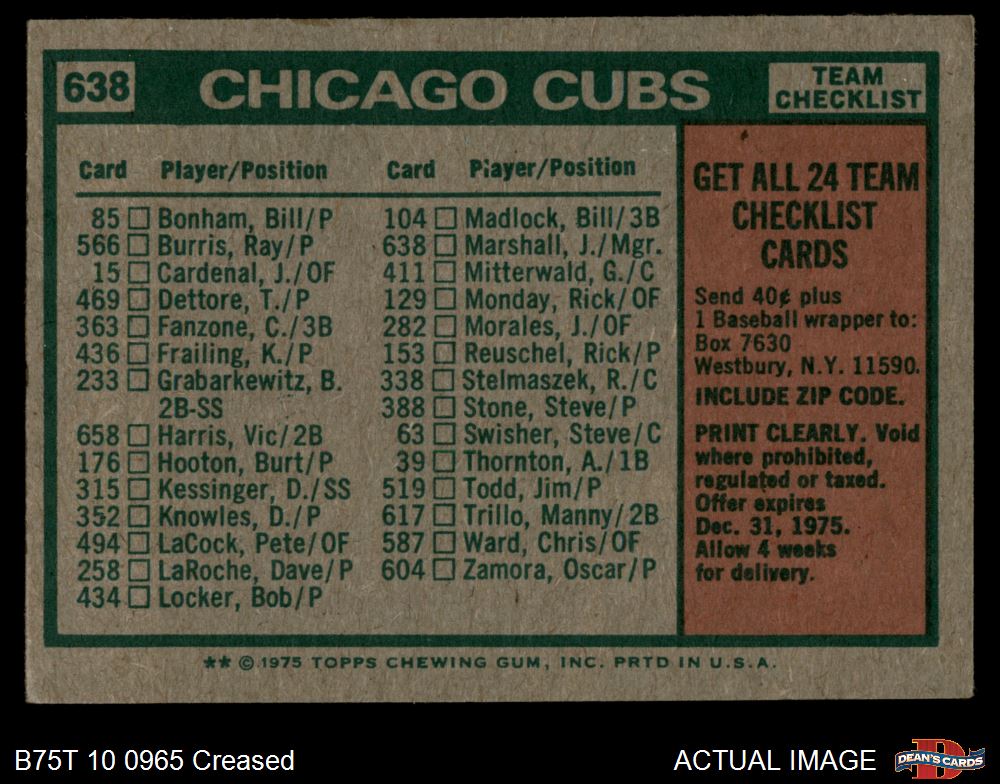 638
CHICAGO CUBS
TEAM
CHECKLIST
Card Player/Position
85 Bonham, Bill/P
566 Burris, Ray/P
15 Cardenal, J./OF
469 Dettore, T./P
363 Fanzone, C./3B
436 Frailing, K./P
233 Grabarkewitz, B.
2B-SS
658 Harris, Vic/2B
176 Hooton, Burt/P
315 Kessinger, D./SS
352 Knowles, D./P
494 LaCock, Pete/OF
258 LaRoche, Dave/P
434 Locker, Bob/P
Card Player/Position
104 Madlock, Bill/3B
638 Marshall, J./Mgr.
411 Mitterwald, G./C
129 Monday, Rick/OF
282 Morales, J./OF
153 Reuschel, Rick/P
338 Stelmaszek, R./C
388 Stone, Steve/P
63 Swisher, Steve/C
39 Thornton, A./1B
519 Todd, Jim/P
617 Trillo, Manny/2B
587 Ward, Chris/OF
604 Zamora, Oscar/P
GET ALL 24 TEAM
CHECKLIST
CARDS
Send 40¢ plus
1 Baseball wrapper to:
Box 7630
Westbury, N.Y. 11590.
INCLUDE ZIP CODE.
PRINT CLEARLY. Void
where prohibited,
regulated or taxed.
Offer expires
Dec. 31, 1975.
Allow 4 weeks
for delivery.
** © 1975 TOPPS CHEWING GUM, INC. PRTD IN U.S.A.
B75T 10 0965 Creased
ACTUAL IMAGE
DEAN'S CARDS